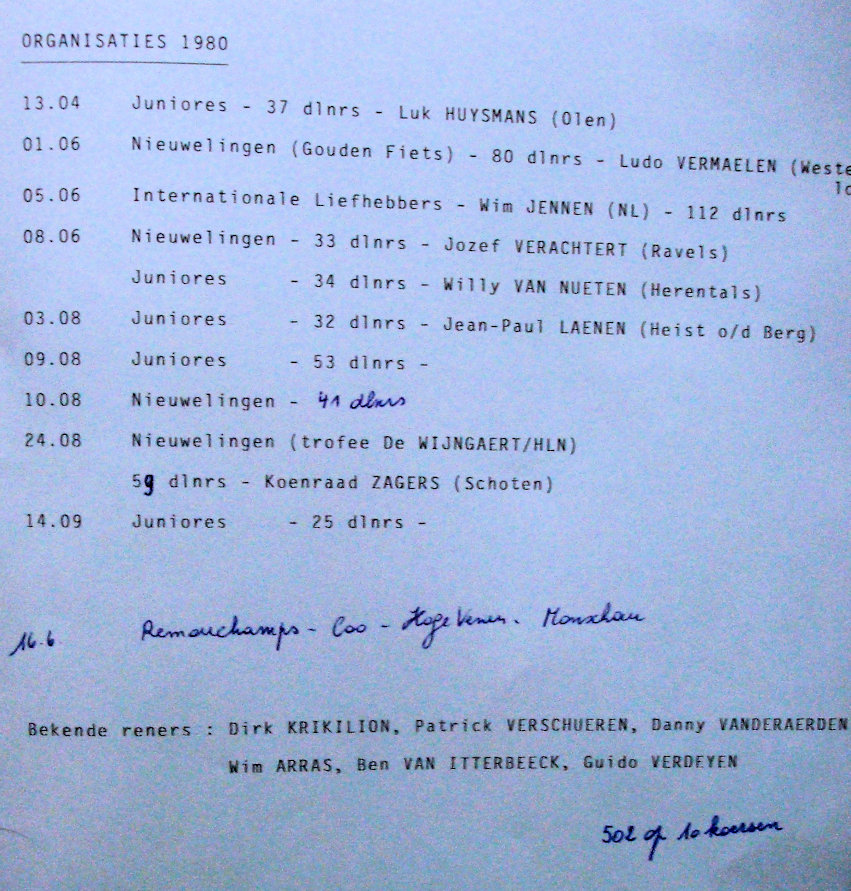 ORGANISATIES 1980
13.04 Juniores - 37 dlnrs - Luk HUYSMANS (Olen)
01.06 Nieuwelingen (Gouden Fiets) - 80 dlnrs - Ludo VERMAELEN (Weste
lo
05.06 Internationale Liefhebbers - Wim JENNEN (NL) - 112 dlnrs
08.06 Nieuwelingen - 33 dlnrs - Jozef VERACHTERT (Ravels)
Juniores - 34 dlnrs - Willy VAN NUETEN (Herentals)
03.08 Juniores - 32 dlnrs - Jean-Paul LAENEN (Heist o/d Berg)
09.08 Juniores - 53 dlnrs -
10.08 Nieuwelingen - 41 dlnrs
24.08 Nieuwelingen (trofee De WIJNGAERT/HLN)
59 dlnrs - Koenraad ZAGERS (Schoten)
14.09 Juniores - 25 dlnrs -
16.6 Remouchamps - Coo - Hoge Venen. Monschau
Bekende reners : Dirk KRIKILION, Patrick VERSCHUEREN, Danny VANDERAERDEN
Wim ARRAS, Ben VAN ITTERBEECK, Guido VERDEYEN
502 op 10 koersen